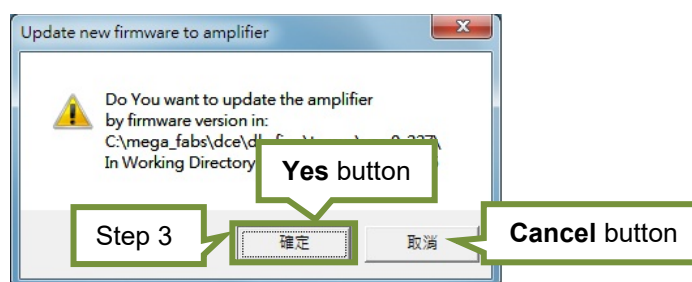 Update new firmware to amplifier
Do You want to update the amplifier
by firmware version in:
C:\mega_fabs\dce\
In Working Directory
Yes button
Step 3
確定
取消
Cancel button